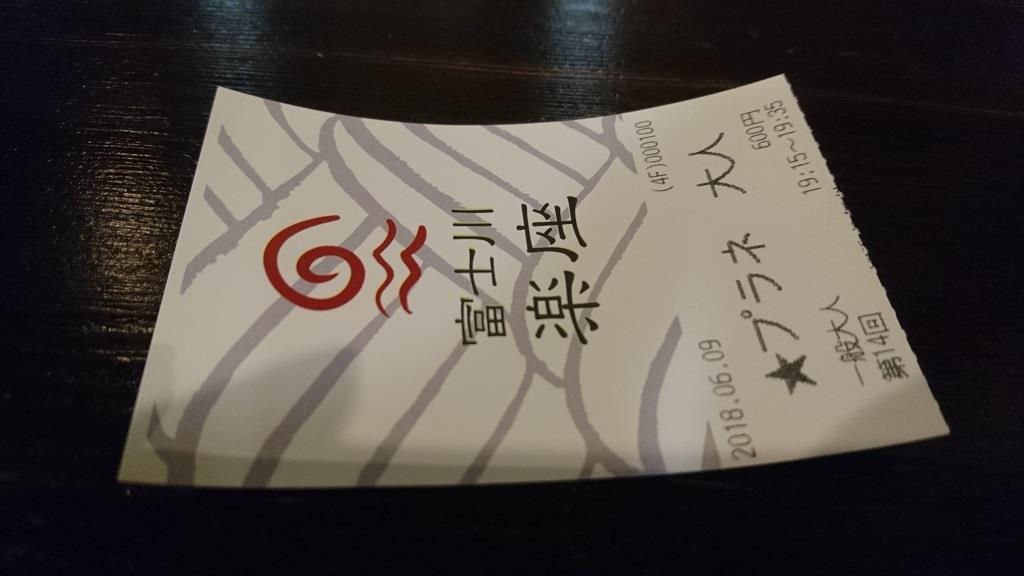 富士川
楽座
(4F)000100
★プラネ 大人
2018.06.09 600円
一般大人 19:15~19:35
第14回